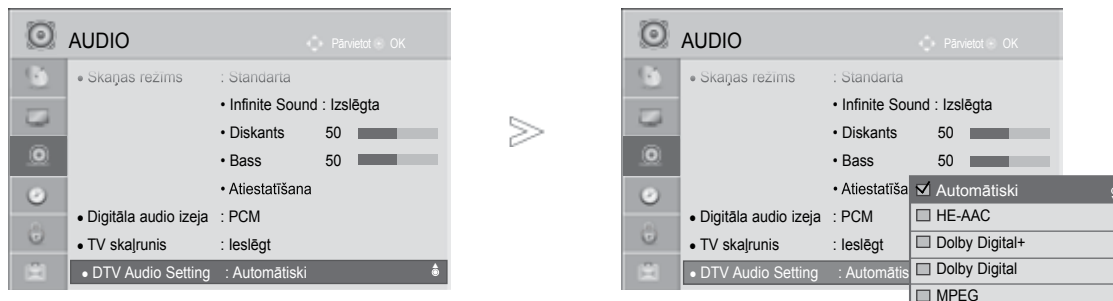 AUDIO
Pārvietot OK
• Skaņas režīms : Standarta
• Infinite Sound : Izslēgta
• Diskants 50
• Bass 50
• Atiestatīšana
• Digitāla audio izeja : PCM
• TV skaļrunis : Ieslēgt
• DTV Audio Setting : Automātiski
AUDIO
Pārvietot OK
• Skaņas režīms : Standarta
• Infinite Sound : Izslēgta
• Diskants 50
• Bass 50
• Atiestatīša
• Digitāla audio izeja : PCM
• TV skaļrunis : Ieslēgt
• DTV Audio Setting : Automātis
Automātiski
HE-AAC
Dolby Digital+
Dolby Digital
MPEG